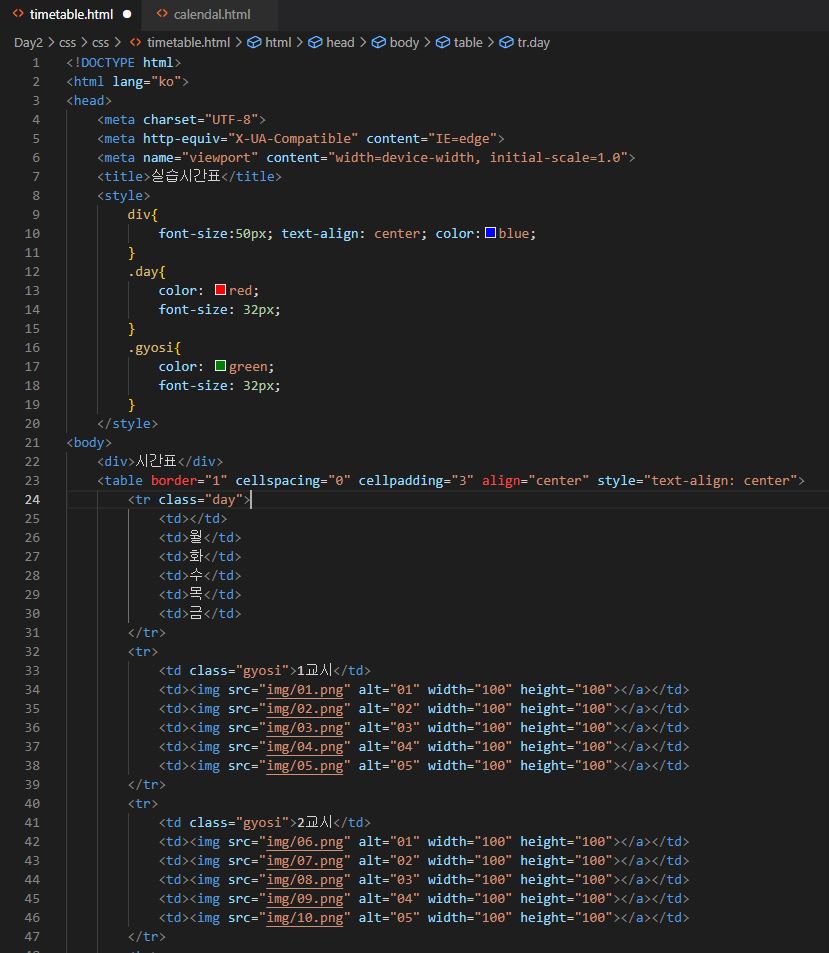 timetable.html ● calendal.html
Day2 > css > css > timetable.html > html > head > body > table > tr.day
1 <!DOCTYPE html>
2 <html lang="ko">
3 <head>
4 <meta charset="UTF-8">
5 <meta http-equiv="X-UA-Compatible" content="IE=edge">
6 <meta name="viewport" content="width=device-width, initial-scale=1.0">
7 <title>실습시간표</title>
8 <style>
9 div{
10 font-size:50px; text-align: center; color:blue;
11 }
12 .day{
13 color: red;
14 font-size: 32px;
15 }
16 .gyosi{
17 color: green;
18 font-size: 32px;
19 }
20 </style>
21 <body>
22 <div>시간표</div>
23 <table border="1" cellspacing="0" cellpadding="3" align="center" style="text-align: center">
24 <tr class="day">
25 <td></td>
26 <td>월</td>
27 <td>화</td>
28 <td>수</td>
29 <td>목</td>
30 <td>금</td>
31 </tr>
32 <tr>
33 <td class="gyosi">1교시</td>
34 <td><img src="img/01.png" alt="01" width="100" height="100"></a></td>
35 <td><img src="img/02.png" alt="02" width="100" height="100"></a></td>
36 <td><img src="img/03.png" alt="03" width="100" height="100"></a></td>
37 <td><img src="img/04.png" alt="04" width="100" height="100"></a></td>
38 <td><img src="img/05.png" alt="05" width="100" height="100"></a></td>
39 </tr>
40 <tr>
41 <td class="gyosi">2교시</td>
42 <td><img src="img/06.png" alt="01" width="100" height="100"></a></td>
43 <td><img src="img/07.png" alt="02" width="100" height="100"></a></td>
44 <td><img src="img/08.png" alt="03" width="100" height="100"></a></td>
45 <td><img src="img/09.png" alt="04" width="100" height="100"></a></td>
46 <td><img src="img/10.png" alt="05" width="100" height="100"></a></td>
47 </tr>